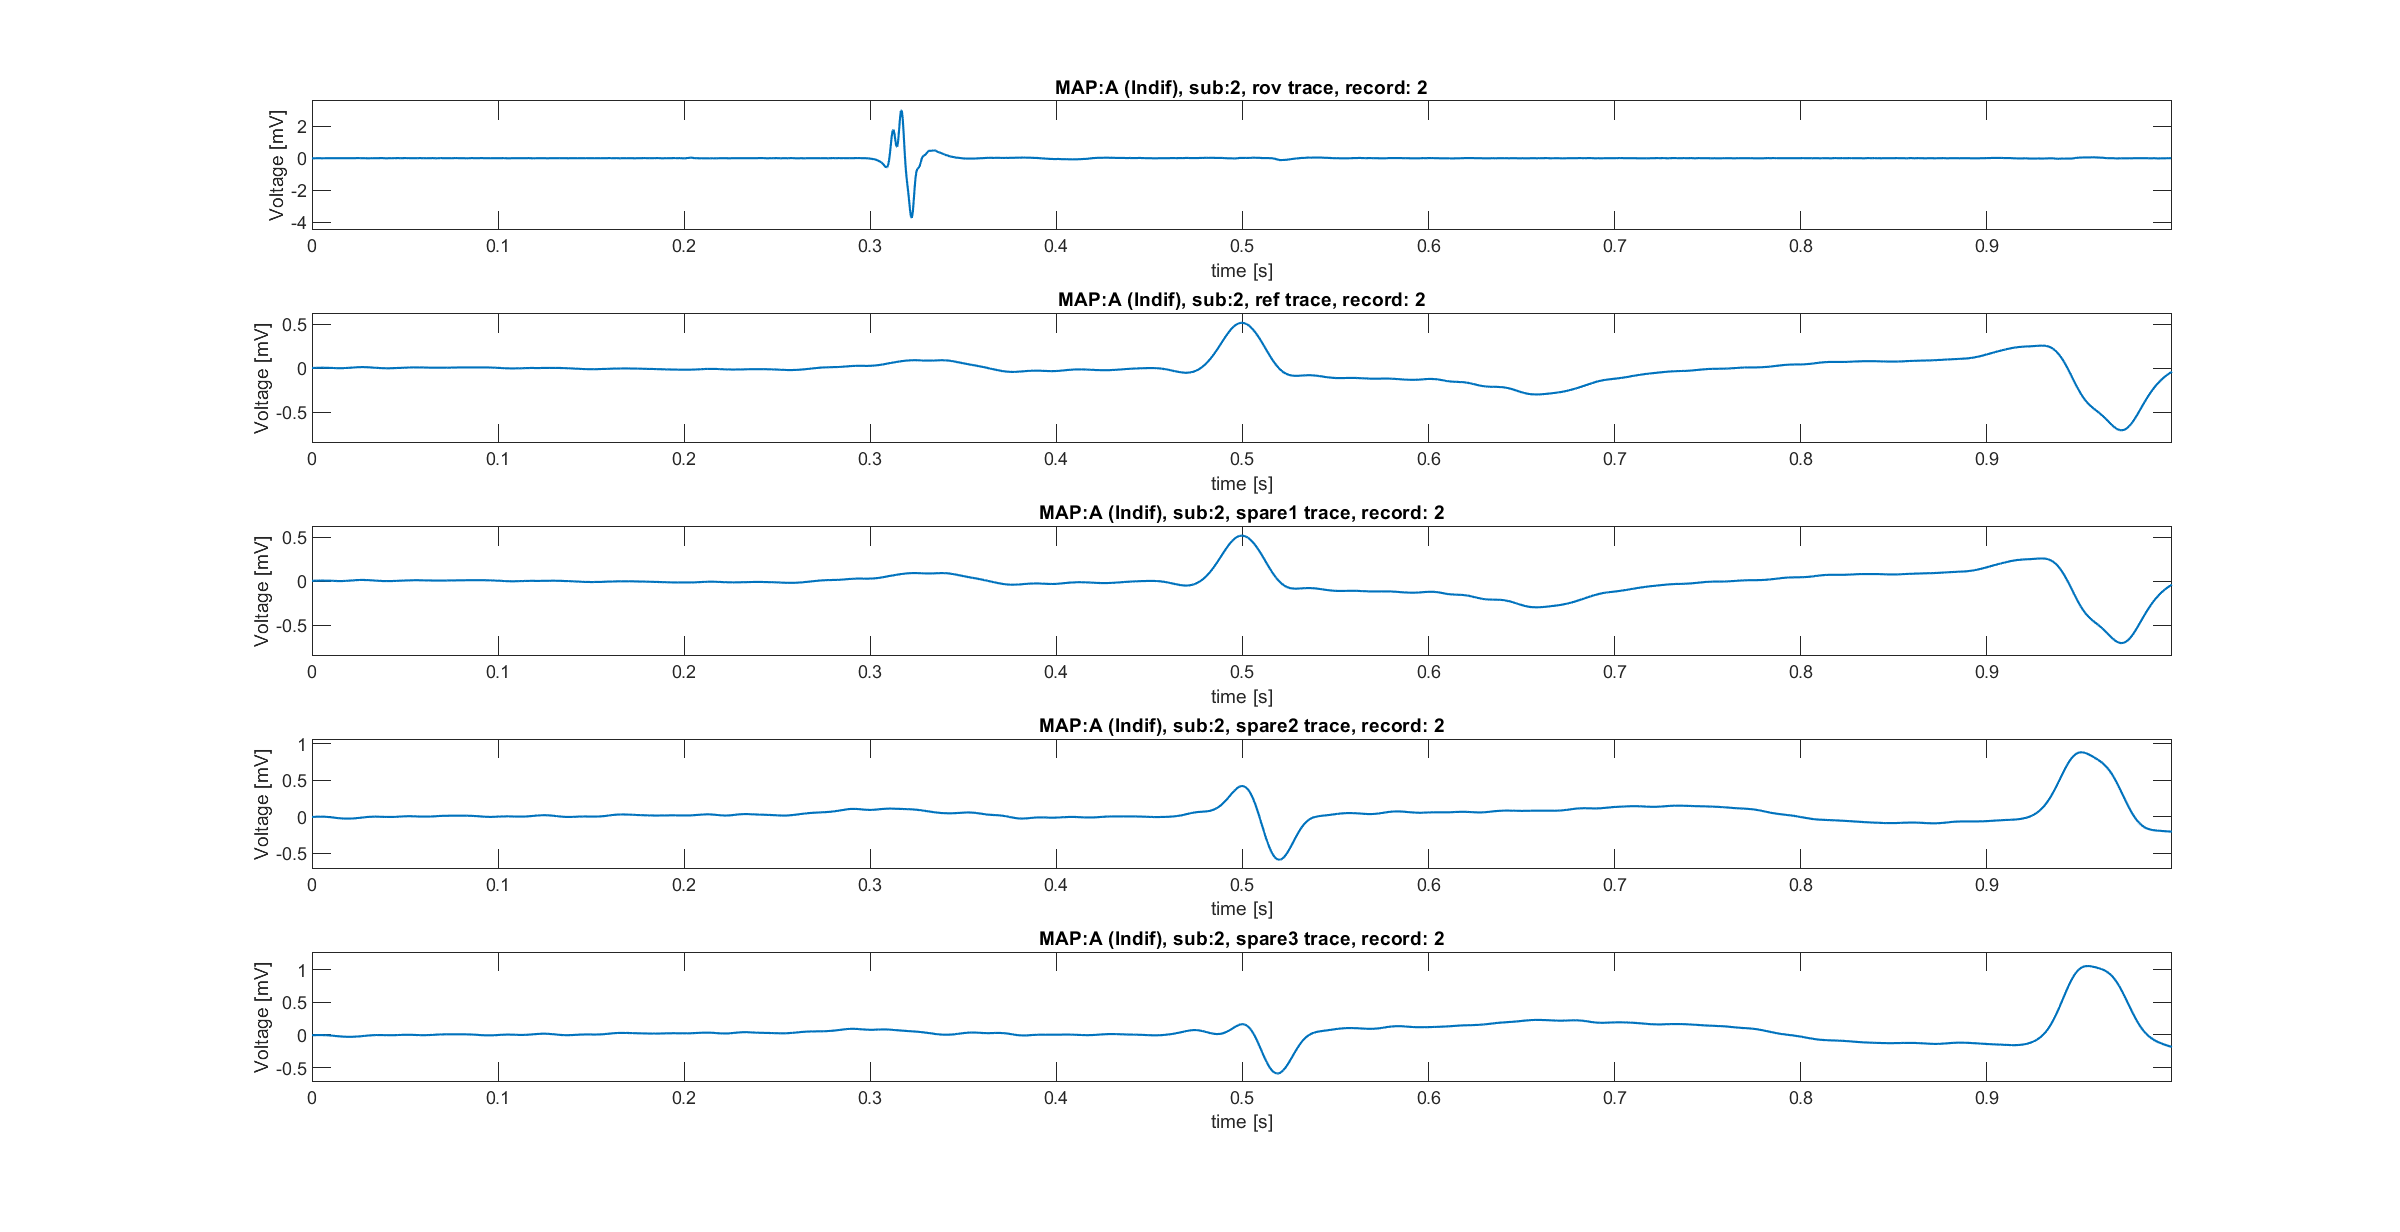 MAP:A (Indif), sub:2, rov trace, record: 2
Voltage [mV]
2
0
-2
-4
0 0.1 0.2 0.3 0.4 0.5 0.6 0.7 0.8 0.9
time [s]
MAP:A (Indif), sub:2, ref trace, record: 2
Voltage [mV]
0.5
0
-0.5
0 0.1 0.2 0.3 0.4 0.5 0.6 0.7 0.8 0.9
time [s]
MAP:A (Indif), sub:2, spare1 trace, record: 2
Voltage [mV]
0.5
0
-0.5
0 0.1 0.2 0.3 0.4 0.5 0.6 0.7 0.8 0.9
time [s]
MAP:A (Indif), sub:2, spare2 trace, record: 2
Voltage [mV]
1
0.5
0
-0.5
0 0.1 0.2 0.3 0.4 0.5 0.6 0.7 0.8 0.9
time [s]
MAP:A (Indif), sub:2, spare3 trace, record: 2
Voltage [mV]
1
0.5
0
-0.5
0 0.1 0.2 0.3 0.4 0.5 0.6 0.7 0.8 0.9
time [s]